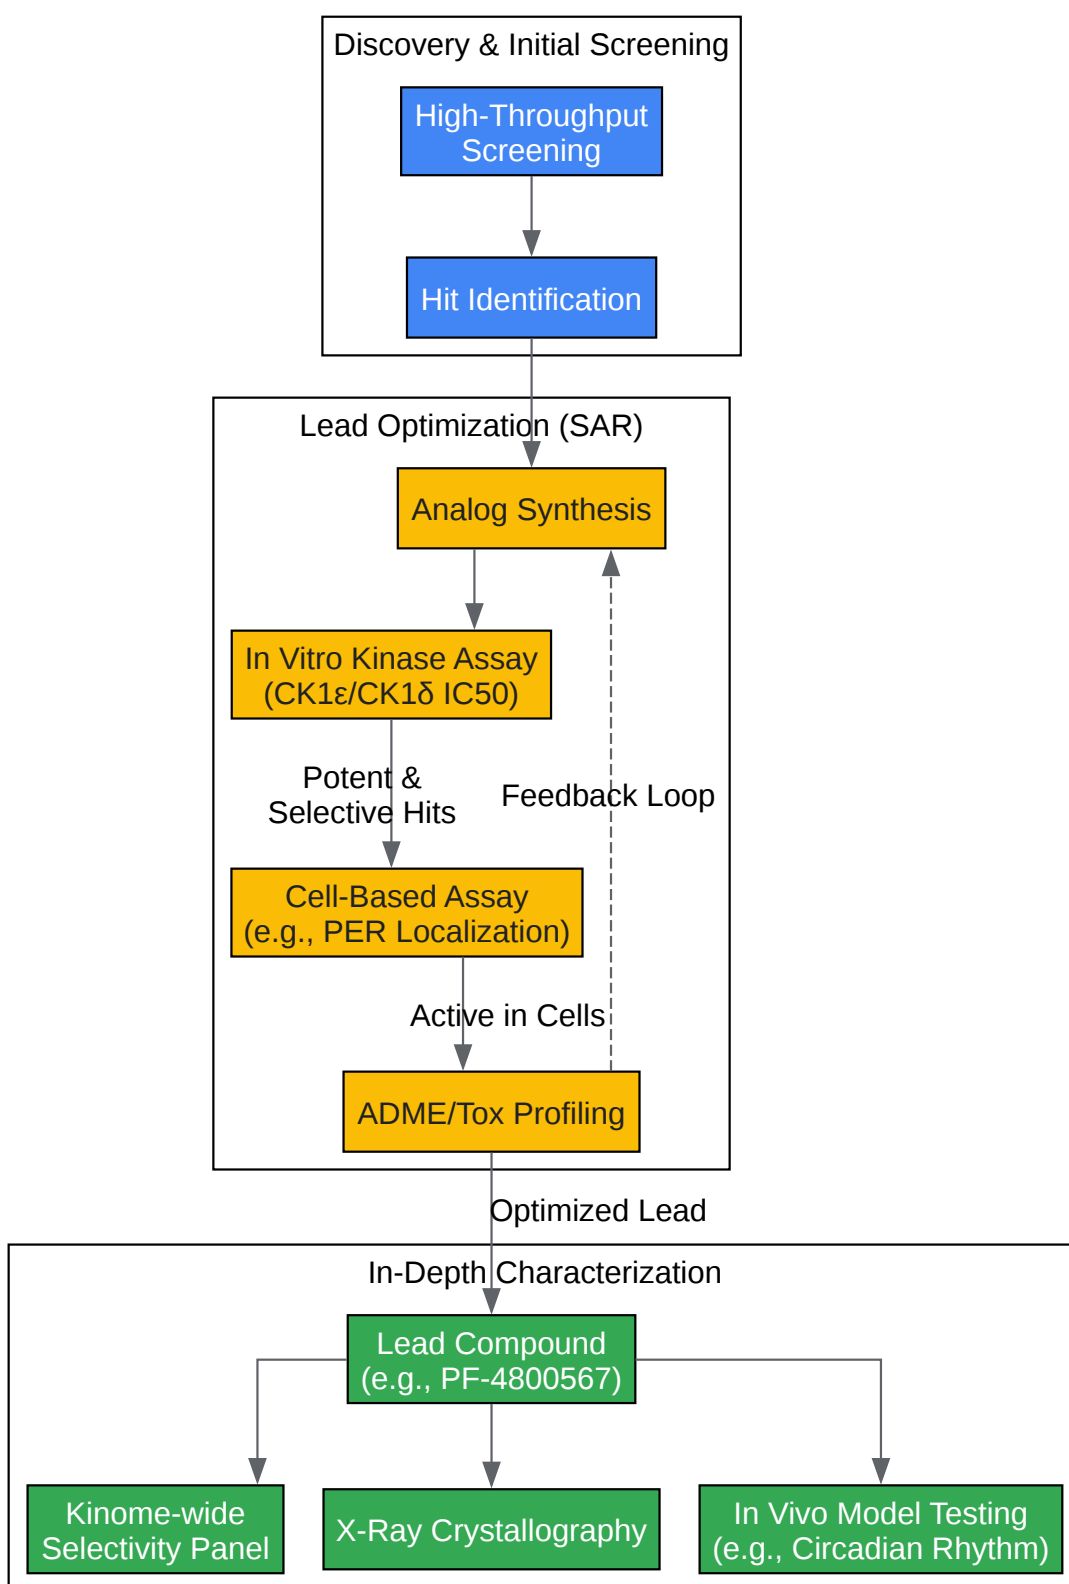 Discovery & Initial Screening
High-Throughput
Screening
Hit Identification
Lead Optimization (SAR)
Analog Synthesis
In Vitro Kinase Assay
(CK1ε/CK1δ IC50)
Potent &
Selective Hits
Feedback Loop
Cell-Based Assay
(e.g., PER Localization)
Active in Cells
ADME/Tox Profiling
Optimized Lead
In-Depth Characterization
Lead Compound
(e.g., PF-4800567)
Kinome-wide
Selectivity Panel
X-Ray Crystallography
In Vivo Model Testing
(e.g., Circadian Rhythm)